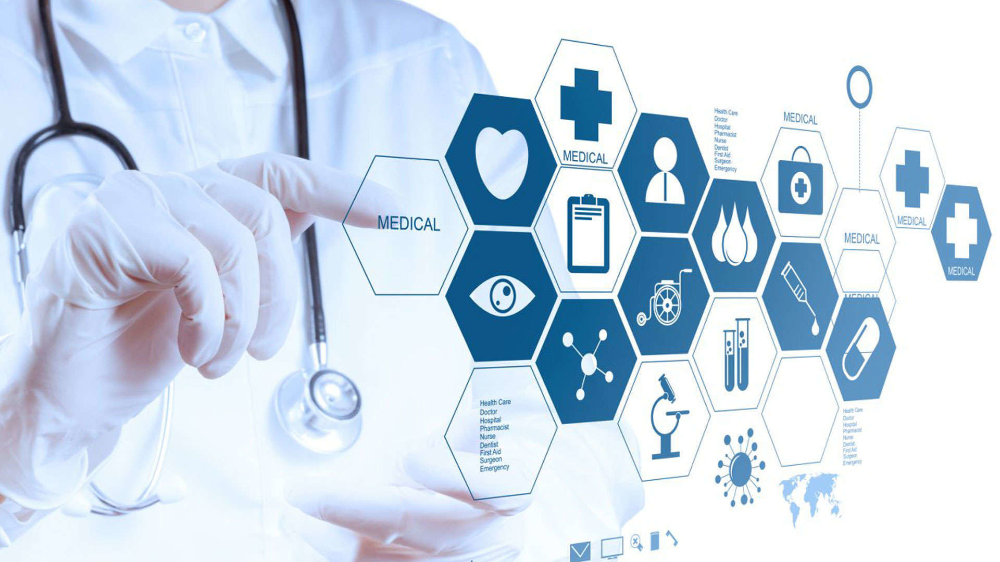 MEDICAL
MEDICAL
Health Care
Doctor
Hospital
Pharmacist
Nurse
Dentist
First Aid
Surgeon
Emergency
MEDICAL
MEDICAL
MEDICAL
MEDICAL
MEDICAL
Health Care
Doctor
Hospital
Pharmacist
Nurse
Dentist
First Aid
Surgeon
Emergency
Health Care
Doctor
Hospital
Pharmacist
Nurse
Dentist
First Aid
Surgeon
Emergency